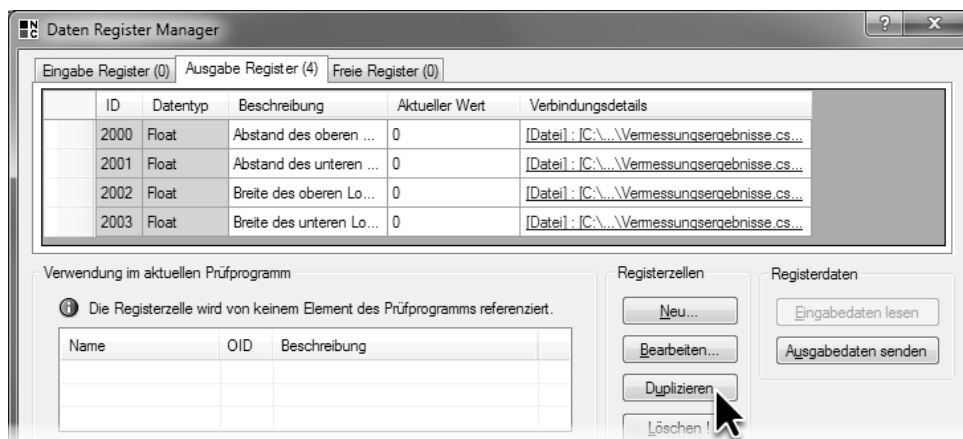 Daten Register Manager
Eingabe Register (0) Ausgabe Register (4) Freie Register (0)
ID Datentyp Beschreibung Aktueller Wert Verbindungsdetails
2000 Float Abstand des oberen ... 0 [Datei] : [C:\...\Vermessungsergebnisse.cs...
2001 Float Abstand des unteren ... 0 [Datei] : [C:\...\Vermessungsergebnisse.cs...
2002 Float Breite des oberen Lo... 0 [Datei] : [C:\...\Vermessungsergebnisse.cs...
2003 Float Breite des unteren Lo... 0 [Datei] : [C:\...\Vermessungsergebnisse.cs...
Verwendung im aktuellen Prüfprogramm
Die Registerzelle wird von keinem Element des Prüfprogramms referenziert.
Name OID Beschreibung
Registerzellen
Neu...
Bearbeiten...
Duplizieren
Löschen !
Registerdaten
Eingabedaten lesen
Ausgabedaten senden